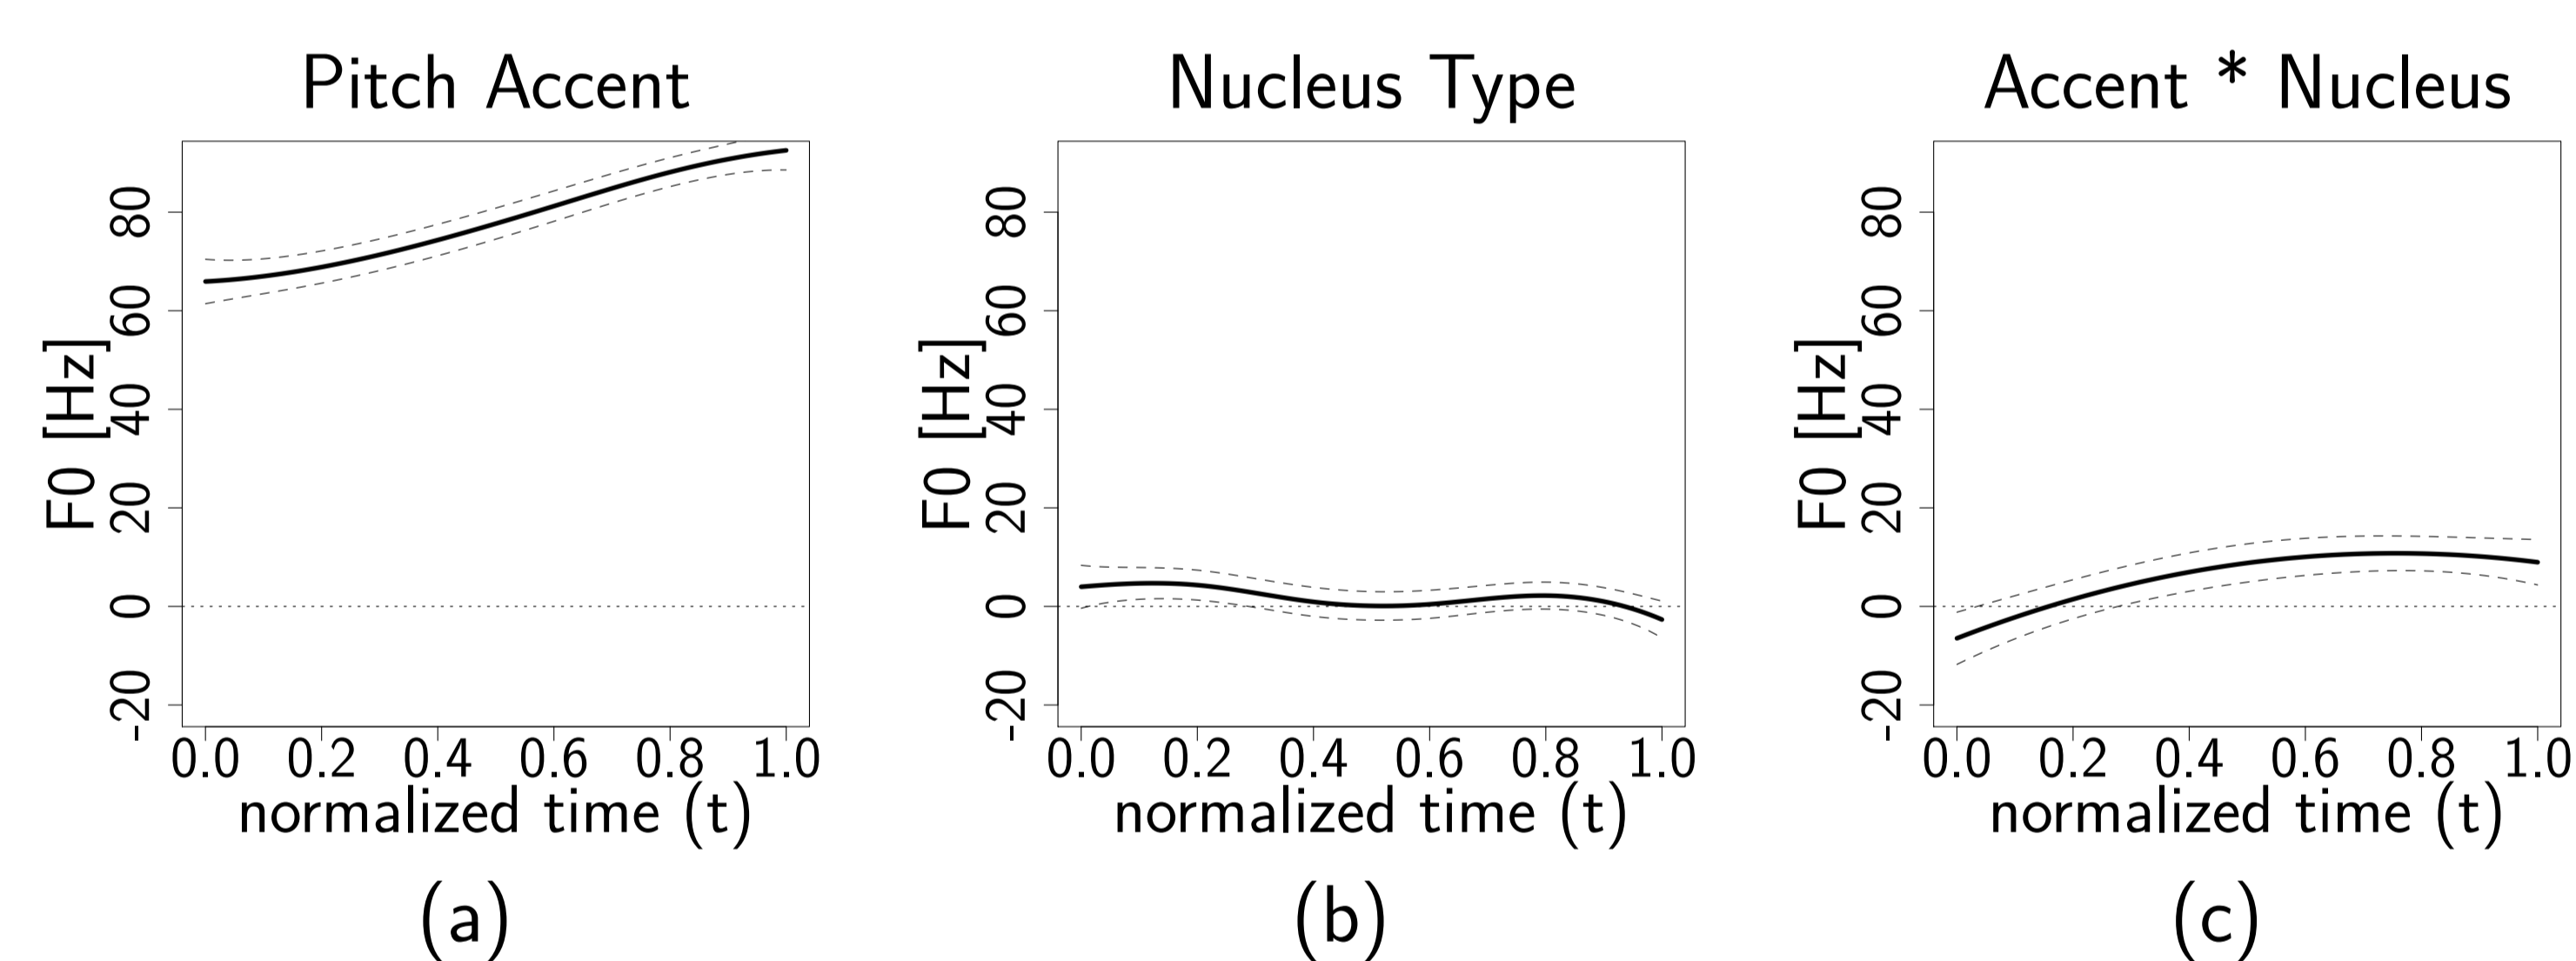 Pitch Accent
F0 [Hz]
80
60
40
20
0
-20
0.0 0.2 0.4 0.6 0.8 1.0
normalized time (t)
(a)
Nucleus Type
F0 [Hz]
80
60
40
20
0
-20
0.0 0.2 0.4 0.6 0.8 1.0
normalized time (t)
(b)
Accent * Nucleus
F0 [Hz]
80
60
40
20
0
-20
0.0 0.2 0.4 0.6 0.8 1.0
normalized time (t)
(c)